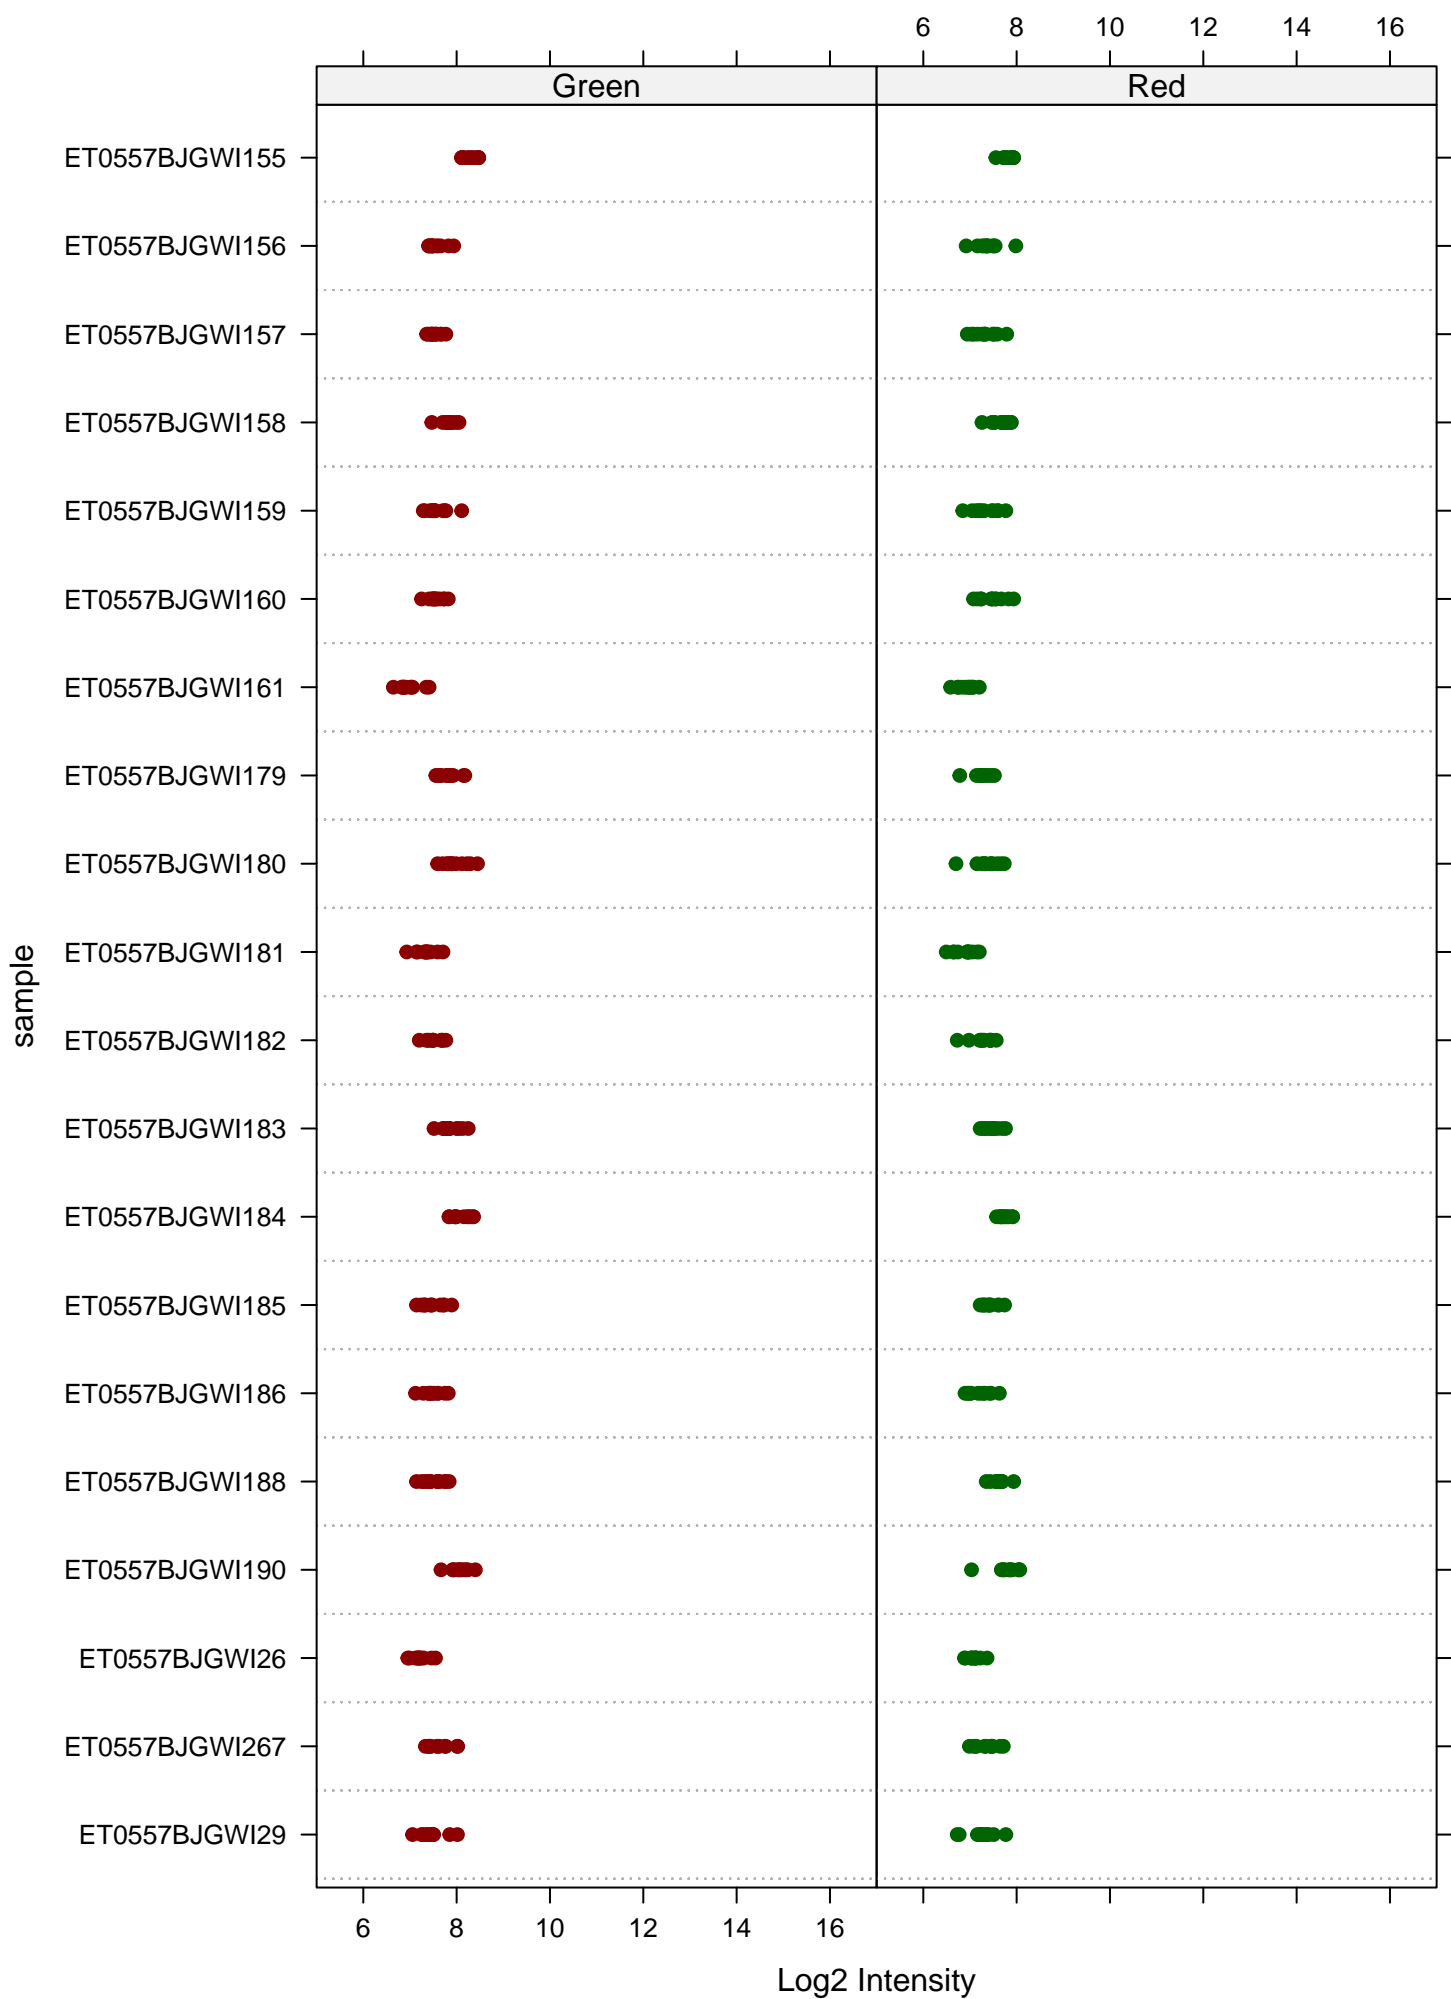 6 8 10 12 14 16
Green Red
ET0557BJGWI155
ET0557BJGWI156
ET0557BJGWI157
ET0557BJGWI158
ET0557BJGWI159
ET0557BJGWI160
ET0557BJGWI161
ET0557BJGWI179
ET0557BJGWI180
ET0557BJGWI181
ET0557BJGWI182
ET0557BJGWI183
ET0557BJGWI184
ET0557BJGWI185
ET0557BJGWI186
ET0557BJGWI188
ET0557BJGWI190
ET0557BJGWI26
ET0557BJGWI267
ET0557BJGWI29
sample
6 8 10 12 14 16
Log2 Intensity